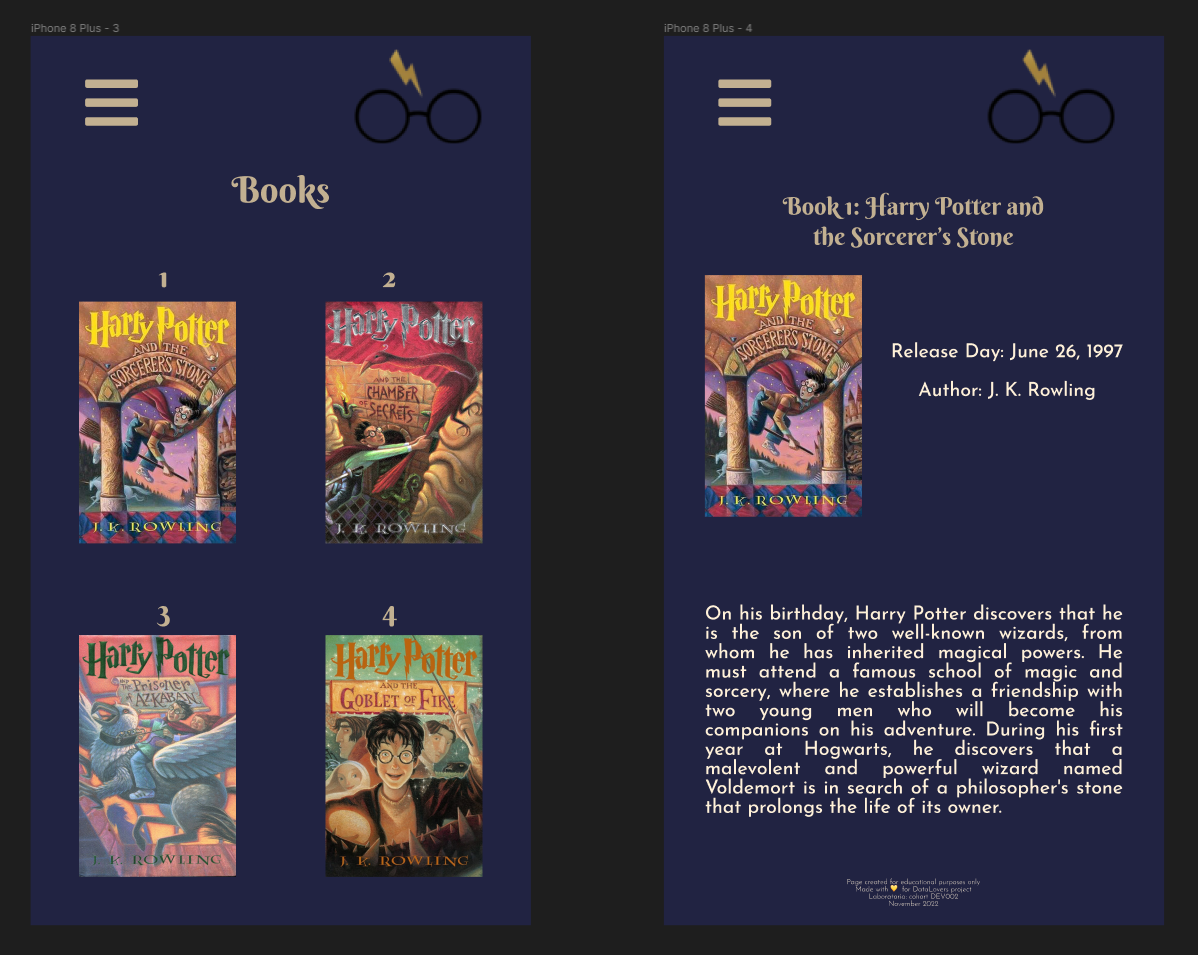 iPhone 8 Plus - 3
Books
1
2
Harry Potter
AND THE
SORCERER'S STONE
J. K. ROWLING
Harry Potter
AND THE
CHAMBER
OF SECRETS
J. K. ROWLING
3
4
Harry Potter
AND THE
Prisoner
of AZKABAN
J. K. ROWLING
Harry Potter
AND THE
GOBLET OF FIRE
J. K. ROWLING
iPhone 8 Plus - 4
Book 1: Harry Potter and
the Sorcerer's Stone
Harry Potter
AND THE
SORCERER'S STONE
J. K. ROWLING
Release Day: June 26, 1997
Author: J. K. Rowling
On his birthday, Harry Potter discovers that he
is the son of two well-known wizards, from
whom he has inherited magical powers. He
must attend a famous school of magic and
sorcery, where he establishes a friendship with
two young men who will become his
companions on his adventure. During his first
year at Hogwarts, he discovers that a
malevolent and powerful wizard named
Voldemort is in search of a philosopher's stone
that prolongs the life of its owner.
Page created for educational purposes only
Made with 💛 for DataLovers project
Laboratoria: cohort DEV002
November 2022